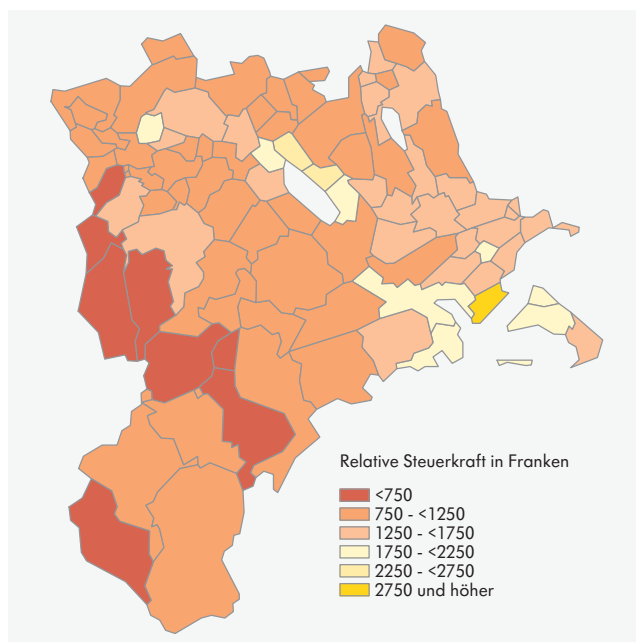 Relative Steuerkraft in Franken
<750
750 - <1250
1250 - <1750
1750 - <2250
2250 - <2750
2750 und höher